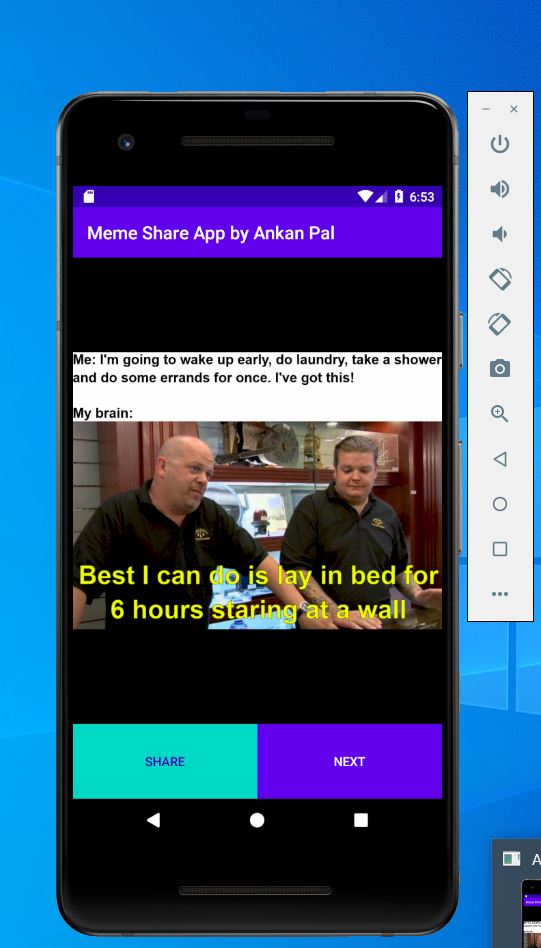 6:53
Meme Share App by Ankan Pal
Me: I'm going to wake up early, do laundry, take a shower
and do some errands for once. I've got this!
My brain:
Best I can do is lay in bed for
6 hours staring at a wall
SHARE
NEXT
A